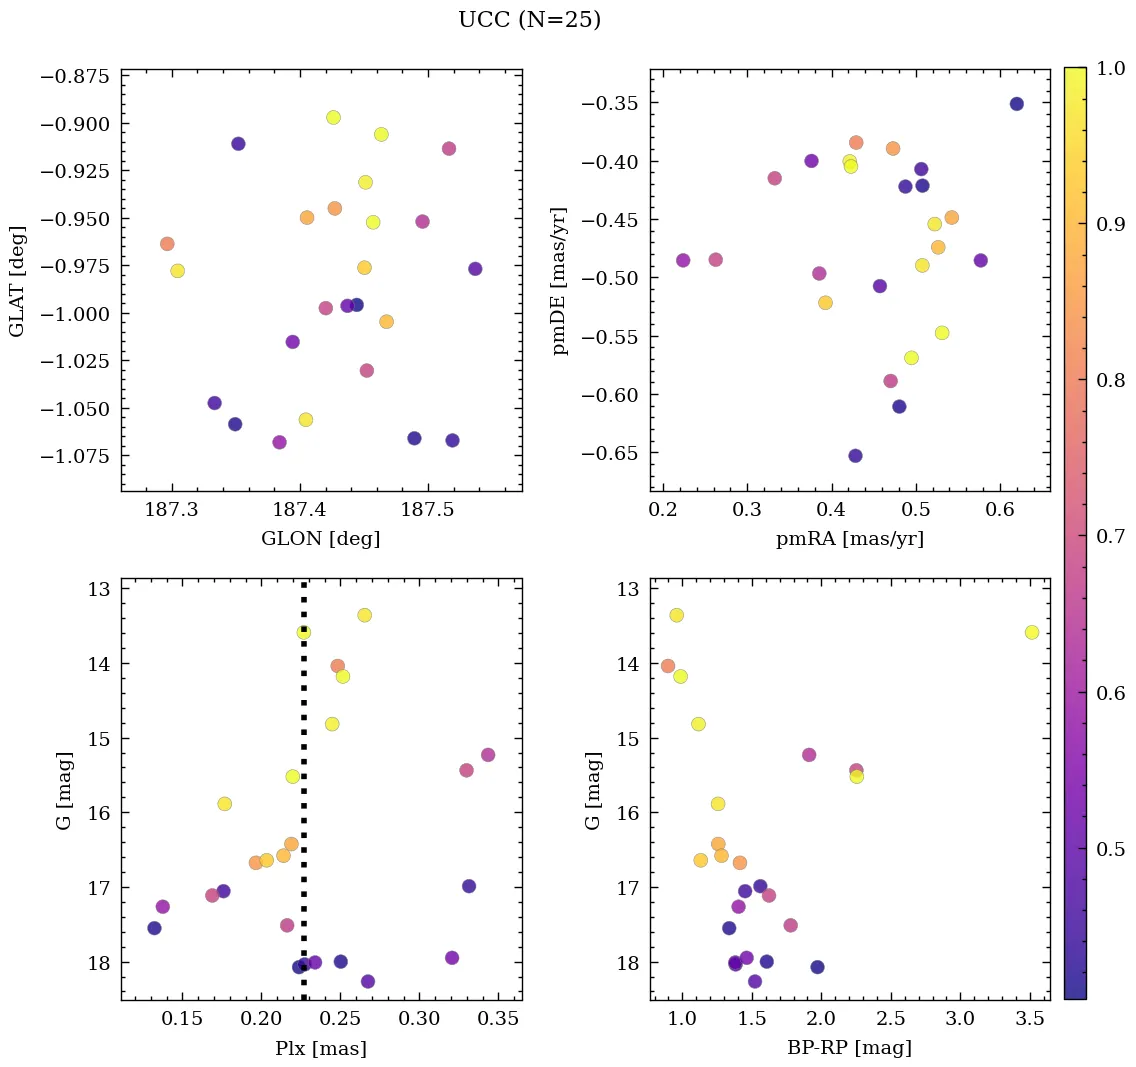 UCC (N=25)
−0.875
−0.900
−0.925
−0.950
−0.975
−1.000
−1.025
−1.050
−1.075
GLAT [deg]
187.3 187.4 187.5
GLON [deg]
−0.35
−0.40
−0.45
−0.50
−0.55
−0.60
−0.65
pmDE [mas/yr]
0.2 0.3 0.4 0.5 0.6
pmRA [mas/yr]
13
14
15
16
17
18
G [mag]
0.15 0.20 0.25 0.30 0.35
Plx [mas]
13
14
15
16
17
18
G [mag]
1.0 1.5 2.0 2.5 3.0 3.5
BP-RP [mag]
1.0
0.9
0.8
0.7
0.6
0.5